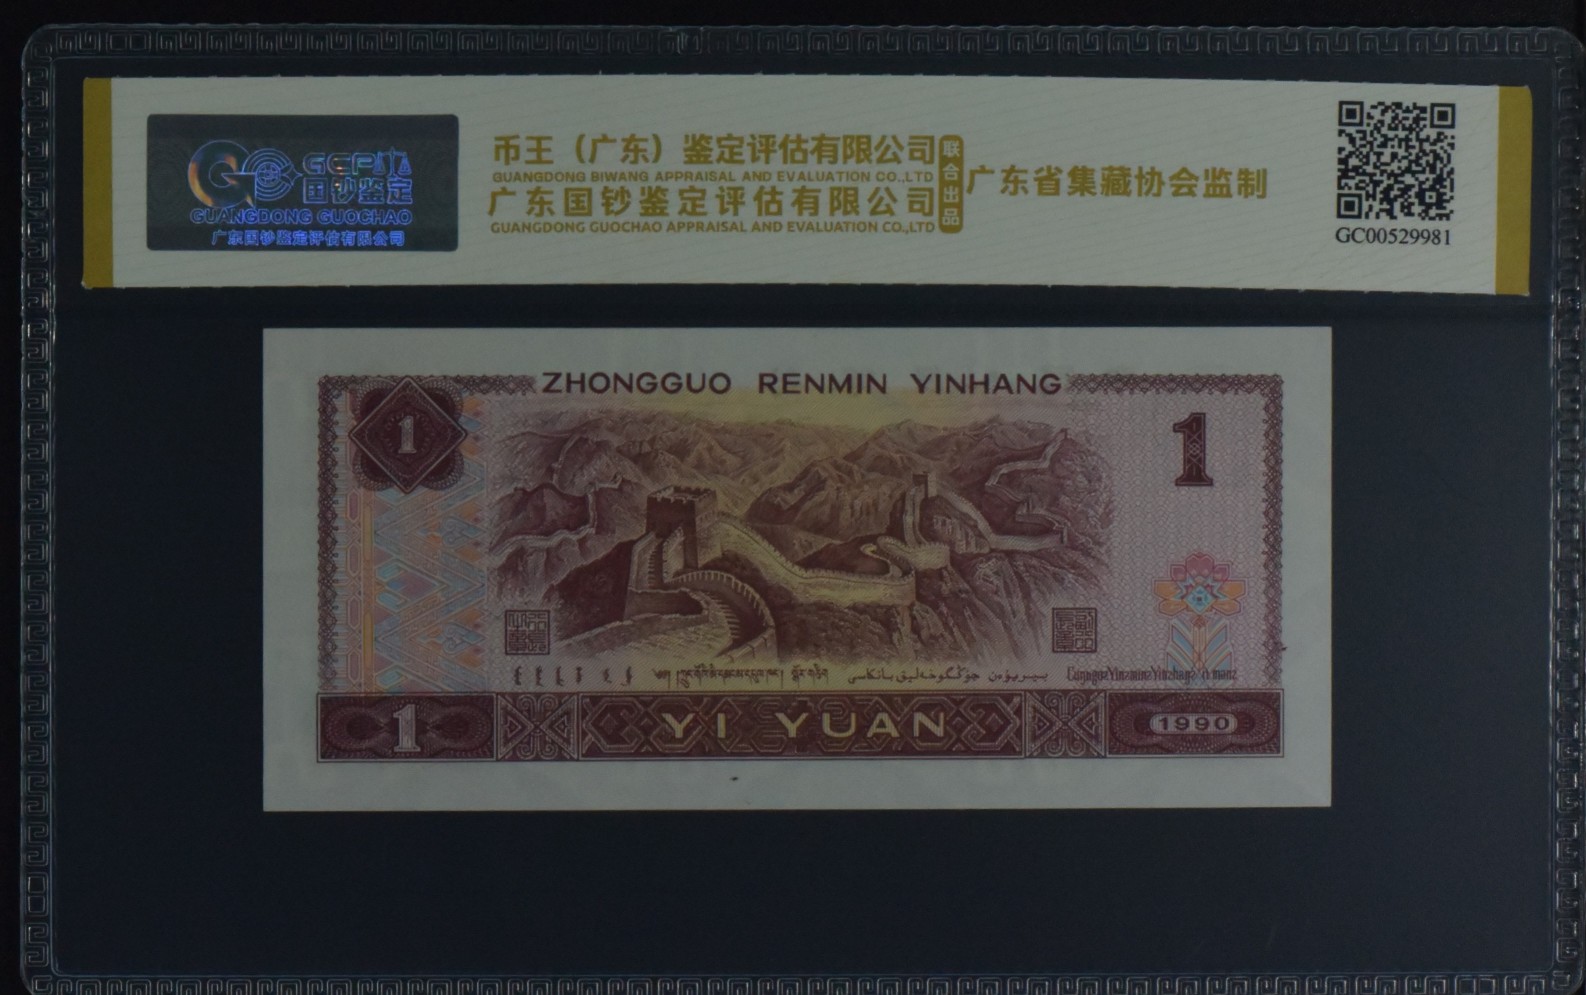 GCP
国钞鉴定
GUANGDONG GUOCHAO
广东国钞鉴定评估有限公司
币王（广东）鉴定评估有限公司
GUANGDONG BIWANG APPRAISAL AND EVALUATION CO.,LTD
广东国钞鉴定评估有限公司
GUANGDONG GUOCHAO APPRAISAL AND EVALUATION CO.,LTD
联合出品
广东省集藏协会监制
GC00529981
ZHONGGUO RENMIN YINHANG
1
1
1
YI YUAN
1990